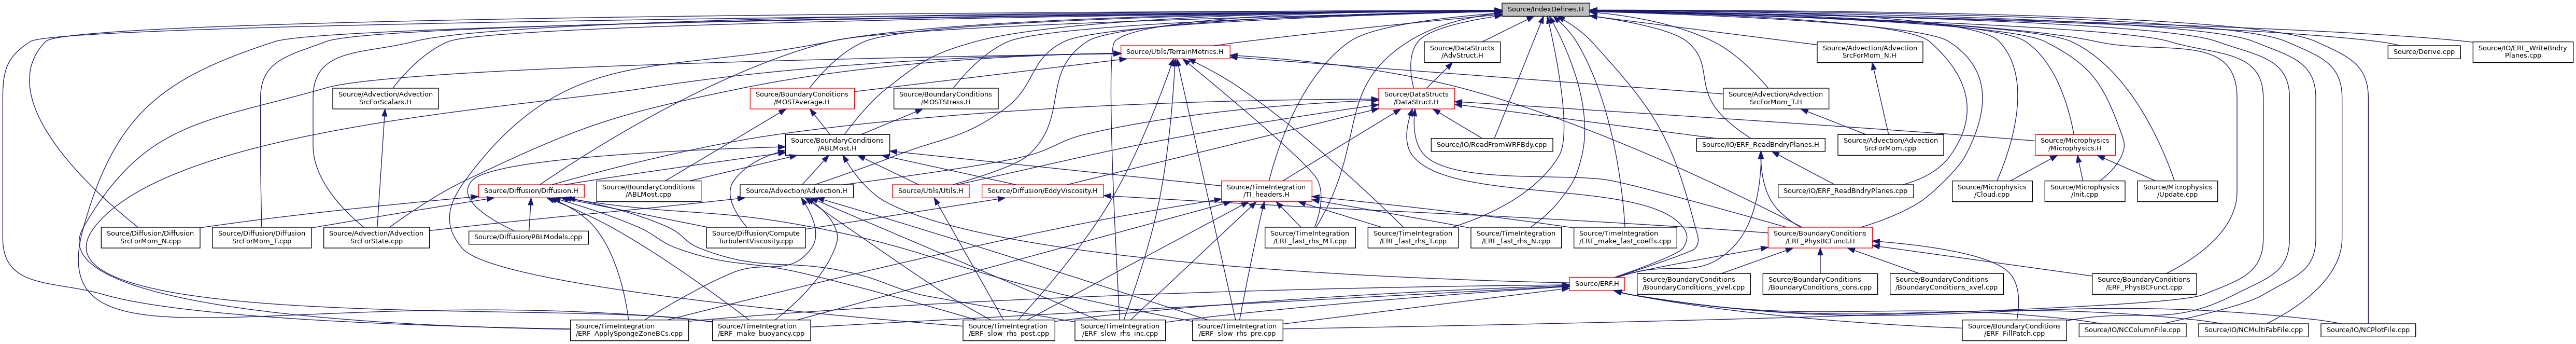 Source/IndexDefines.H
Source/Utils/TerrainMetrics.H
Source/DataStructs
/AdvStruct.H
Source/Advection/Advection
SrcForMom_N.H
Source/Derive.cpp
Source/IO/ERF_WriteBndry
Planes.cpp
Source/Advection/Advection
SrcForScalars.H
Source/BoundaryConditions
/MOSTAverage.H
Source/BoundaryConditions
/MOSTStress.H
Source/DataStructs
/DataStruct.H
Source/Advection/Advection
SrcForMom_T.H
Source/BoundaryConditions
/ABLMost.H
Source/IO/ReadFromWRFBdy.cpp
Source/IO/ERF_ReadBndryPlanes.H
Source/Advection/Advection
SrcForMom.cpp
Source/Microphysics
/Microphysics.H
Source/Diffusion/Diffusion.H
Source/BoundaryConditions
/ABLMost.cpp
Source/Advection/Advection.H
Source/Utils/Utils.H
Source/Diffusion/EddyViscosity.H
Source/TimeIntegration
/TI_headers.H
Source/IO/ERF_ReadBndryPlanes.cpp
Source/Microphysics
/Cloud.cpp
Source/Microphysics
/Init.cpp
Source/Microphysics
/Update.cpp
Source/Diffusion/Diffusion
SrcForMom_N.cpp
Source/Diffusion/Diffusion
SrcForMom_T.cpp
Source/Advection/Advection
SrcForState.cpp
Source/Diffusion/PBLModels.cpp
Source/Diffusion/Compute
TurbulentViscosity.cpp
Source/TimeIntegration
/ERF_fast_rhs_MT.cpp
Source/TimeIntegration
/ERF_fast_rhs_T.cpp
Source/TimeIntegration
/ERF_fast_rhs_N.cpp
Source/TimeIntegration
/ERF_make_fast_coeffs.cpp
Source/BoundaryConditions
/ERF_PhysBCFunct.H
Source/ERF.H
Source/BoundaryConditions
/BoundaryConditions_yvel.cpp
Source/BoundaryConditions
/BoundaryConditions_cons.cpp
Source/BoundaryConditions
/BoundaryConditions_xvel.cpp
Source/BoundaryConditions
/ERF_PhysBCFunct.cpp
Source/TimeIntegration
/ERF_ApplySpongeZoneBCs.cpp
Source/TimeIntegration
/ERF_make_buoyancy.cpp
Source/TimeIntegration
/ERF_slow_rhs_post.cpp
Source/TimeIntegration
/ERF_slow_rhs_inc.cpp
Source/TimeIntegration
/ERF_slow_rhs_pre.cpp
Source/BoundaryConditions
/ERF_FillPatch.cpp
Source/IO/NCColumnFile.cpp
Source/IO/NCMultiFabFile.cpp
Source/IO/NCPlotFile.cpp